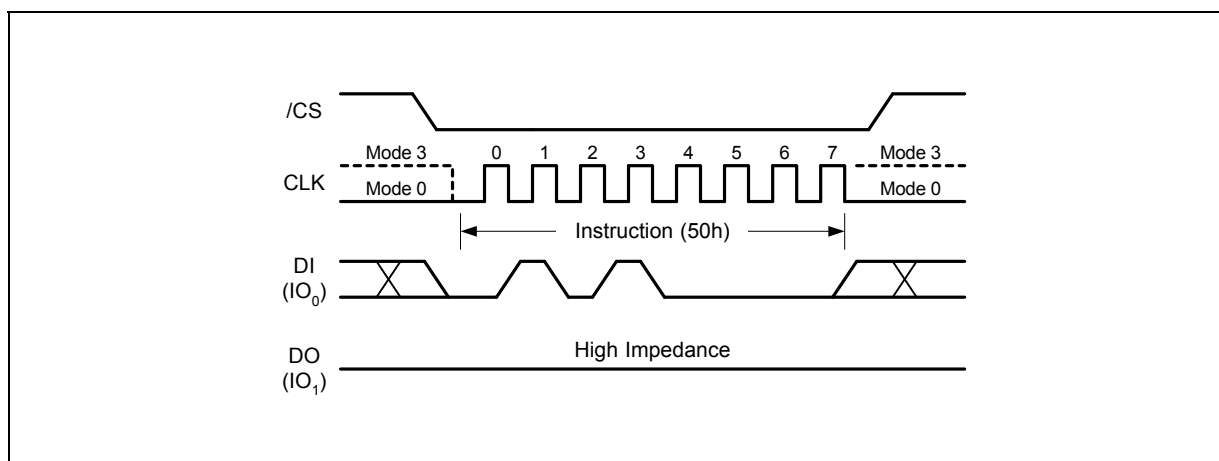 /CS
Mode 3 0 1 2 3 4 5 6 7 Mode 3
CLK
Mode 0 Mode 0
Instruction (50h)
DI
(IO0)
High Impedance
DO
(IO1)